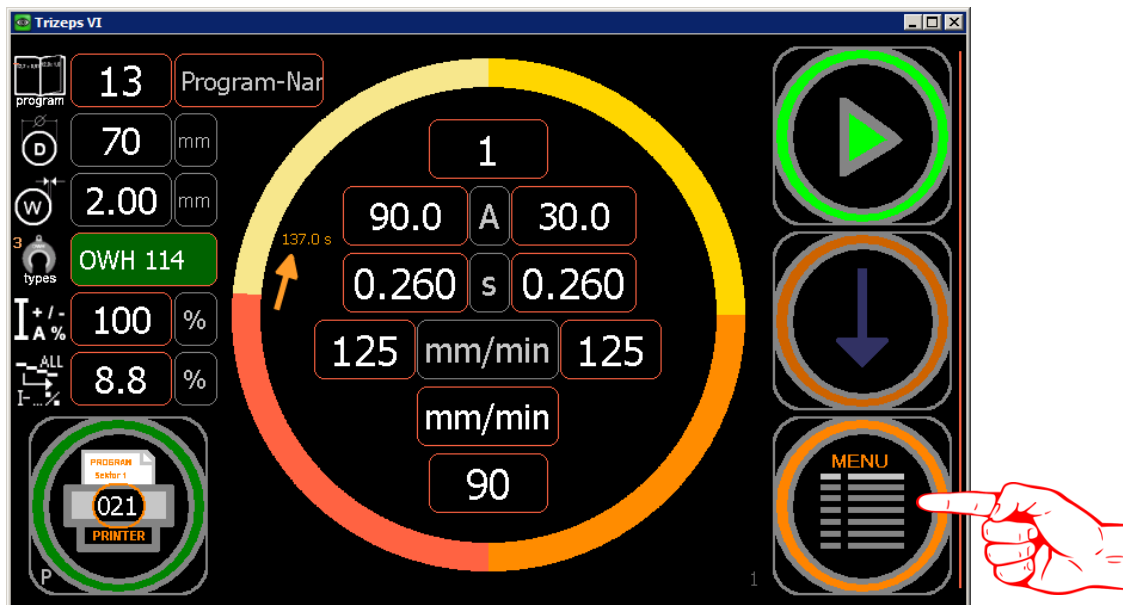 Trizeps VI
program
13
Program-Nar
D
70
mm
W
2.00
mm
3
types
OWH 114
I + / -
A %
100
%
ALL
I-...%
8.8
%
PROGRAM
Sektor 1
021
PRINTER
P
137.0 s
1
90.0 A 30.0
0.260 s 0.260
125 mm/min 125
mm/min
90
MENU
1